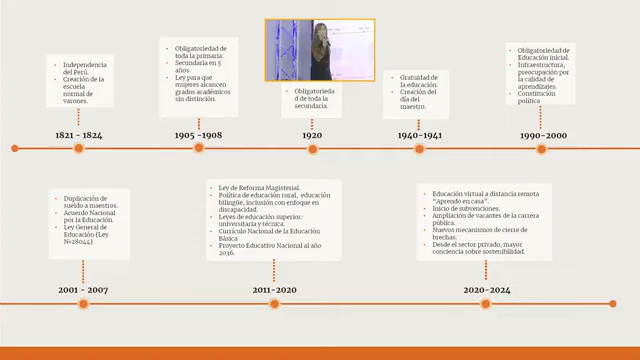 Independencia
del Perú.
Creación de la
escuela
normal de
varones.
1821 - 1824
Obligatoriedad de
toda la primaria.
Secundaria en 5
años.
Ley para que
mujeres alcancen
grados académicos
sin distinción.
1905 -1908
Obligatorieda
d de toda la
secundaria.
1920
Gratuidad de
la educación.
Creación del
día del
maestro.
1940-1941
Obligatoriedad de
Educación inicial.
Infraestructura,
preocupación por
la calidad de
aprendizajes.
Constitución
política
1990-2000
Duplicación de
sueldo a maestros.
Acuerdo Nacional
por la Educación.
Ley General de
Educación (Ley
N°28044)
2001 - 2007
Ley de Reforma Magisterial.
Política de educación rural, educación
bilingüe, inclusión con enfoque en
discapacidad.
Leyes de educación superior:
universitaria y técnica.
Currículo Nacional de la Educación
Básica
Proyecto Educativo Nacional al año
2036.
2011-2020
Educación virtual a distancia remota
"Aprendo en casa".
Inicio de subvenciones.
Ampliación de vacantes de la carrera
pública.
Nuevos mecanismos de cierre de
brechas.
Desde el sector privado, mayor
conciencia sobre sostenibilidad.
2020-2024